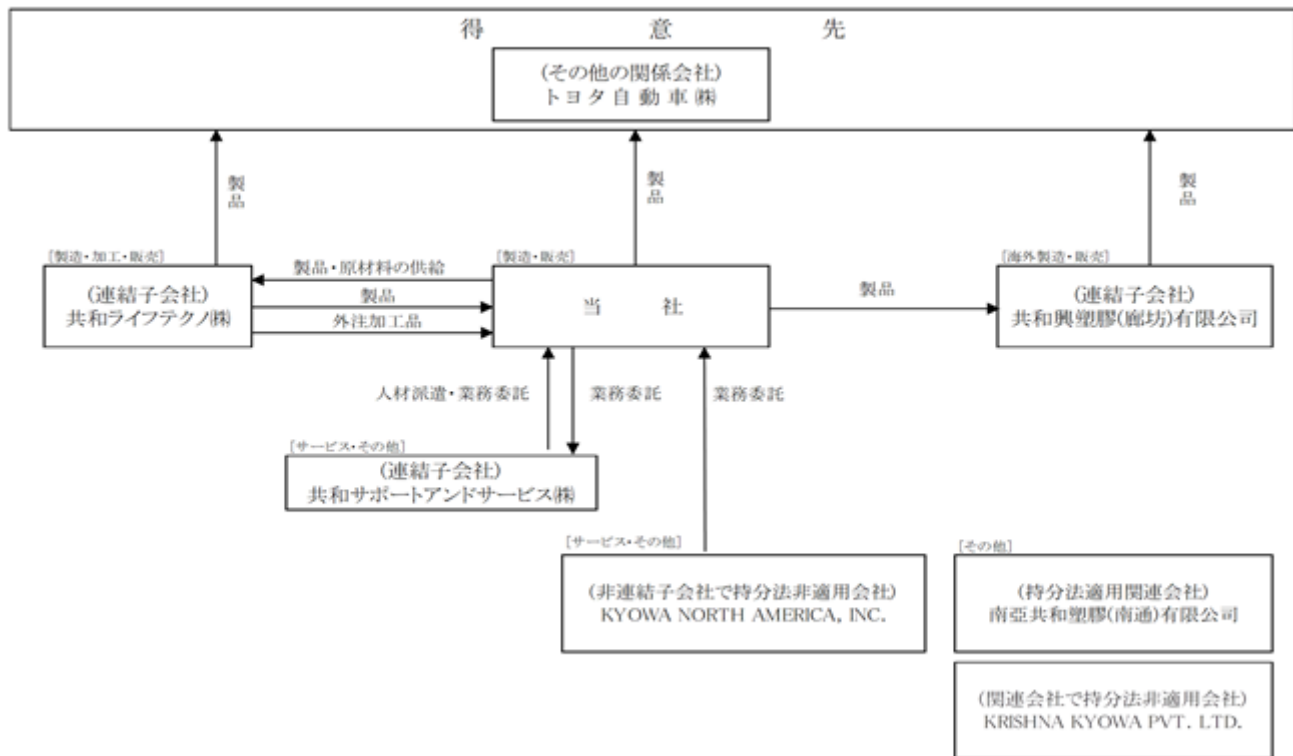 得意先
(その他の関係会社)
トヨタ自動車㈱
製品
製品
製品
[製造・加工・販売]
(連結子会社)
共和ライフテクノ㈱
製品・原材料の供給
製品
外注加工品
[製造・販売]
当社
製品
[海外製造・販売]
(連結子会社)
共和興塑膠(廊坊)有限公司
人材派遣・業務委託
業務委託
業務委託
[サービス・その他]
(連結子会社)
共和サポートアンドサービス㈱
[サービス・その他]
(非連結子会社で持分法非適用会社)
KYOWA NORTH AMERICA, INC.
[その他]
(持分法適用関連会社)
南亞共和塑膠(南通)有限公司
(関連会社で持分法非適用会社)
KRISHNA KYOWA PVT. LTD.